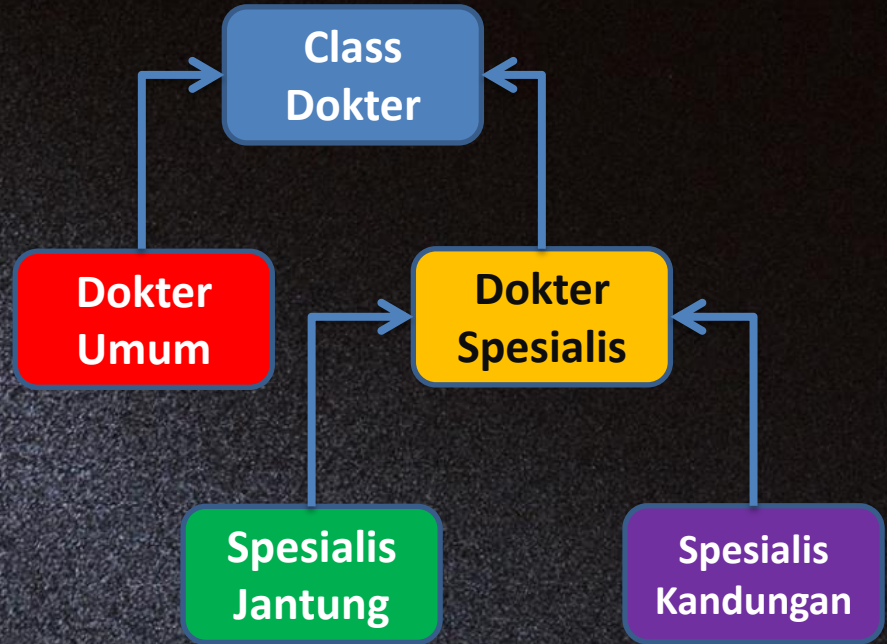 Class
Dokter
Dokter
Umum
Dokter
Spesialis
Spesialis
Jantung
Spesialis
Kandungan